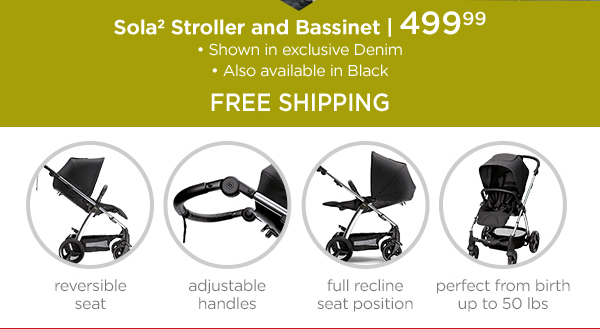 Sola² Stroller and Bassinet | 499⁹⁹
• Shown in exclusive Denim
• Also available in Black
FREE SHIPPING
reversible seat
adjustable handles
full recline seat position
perfect from birth up to 50 lbs